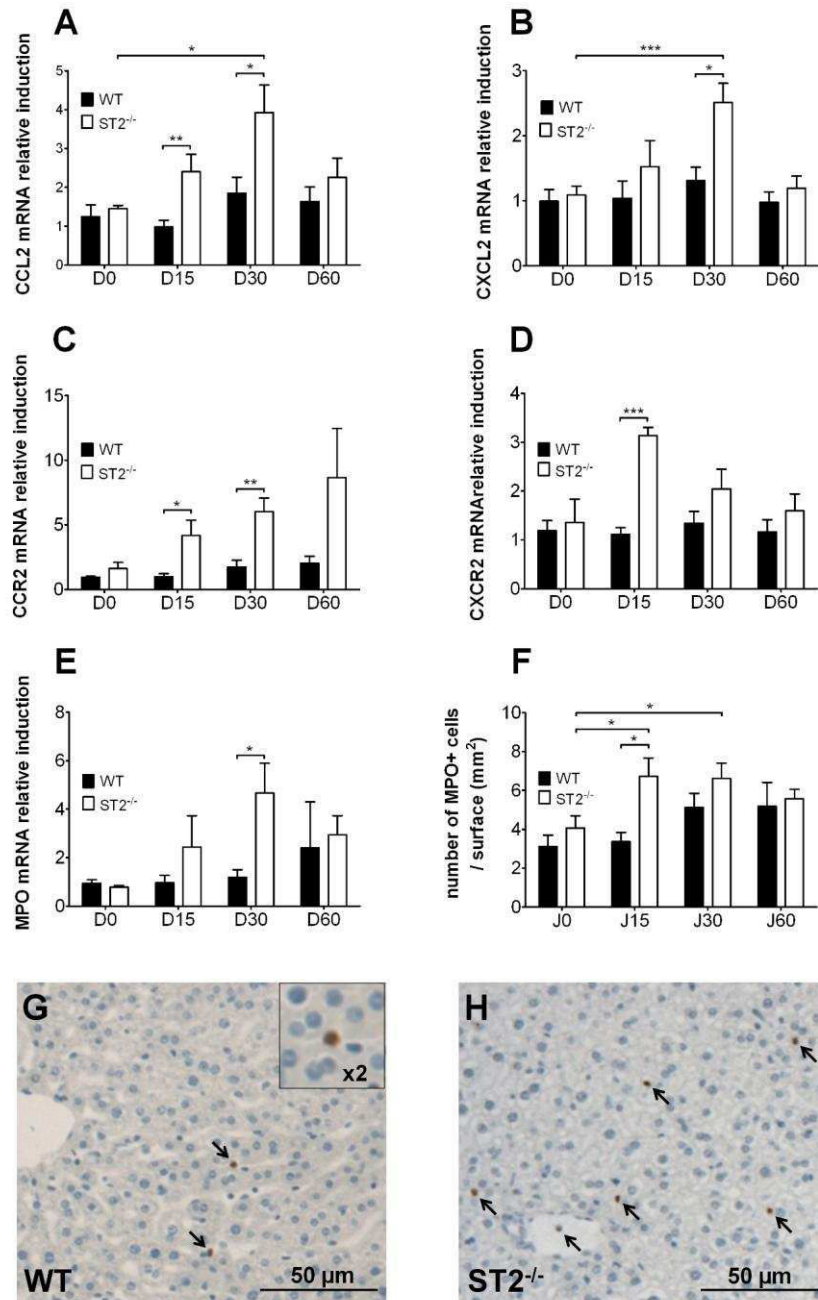 A
CCL2 mRNA relative induction
5
4
3
2
1
0
WT
ST2-/-
*
*
**
D0 D15 D30 D60
B
CXCL2 mRNA relative induction
3
2
1
0
WT
ST2-/-
***
*
D0 D15 D30 D60
C
CCR2 mRNA relative induction
15
10
5
0
WT
ST2-/-
*
**
D0 D15 D30 D60
D
CXCR2 mRNArelative induction
4
3
2
1
0
WT
ST2-/-
***
D0 D15 D30 D60
E
MPO mRNA relative induction
8
6
4
2
0
WT
ST2-/-
*
D0 D15 D30 D60
F
number of MPO+ cells
/ surface (mm2)
10
8
6
4
2
0
WT
ST2-/-
*
*
*
J0 J15 J30 J60
G
x2
WT
50 µm
H
ST2-/-
50 µm